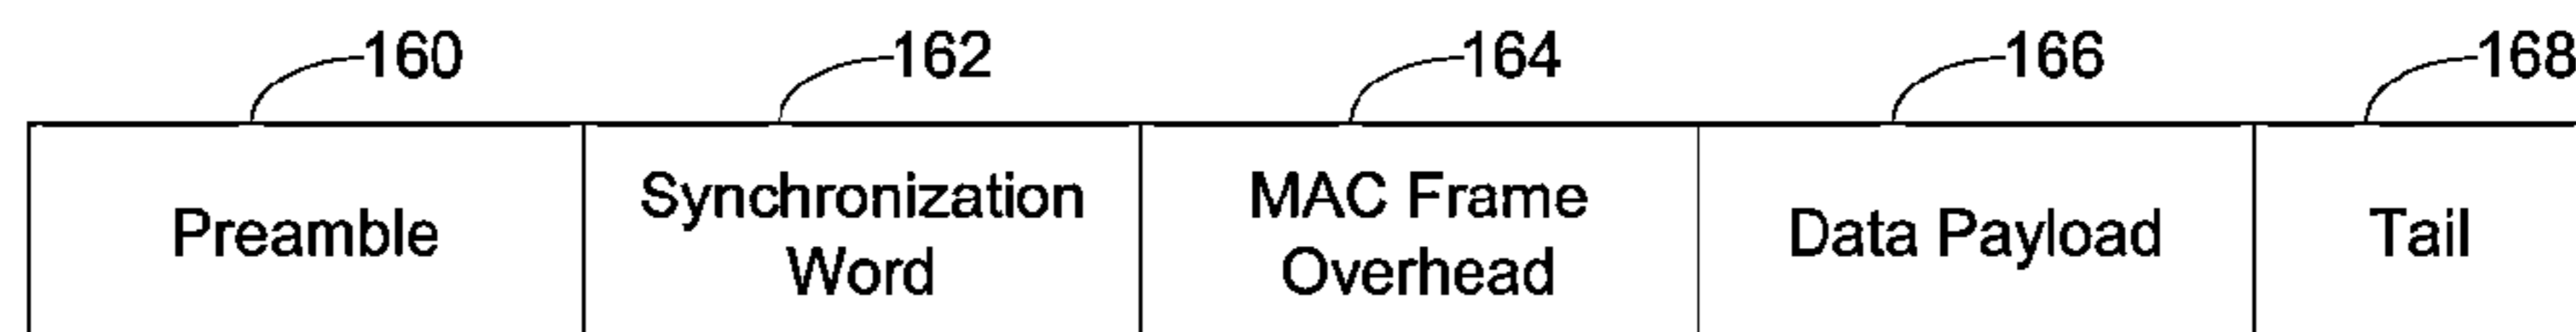 160 162 164 166 168
Preamble
Synchronization
Word
MAC Frame
Overhead
Data Payload
Tail